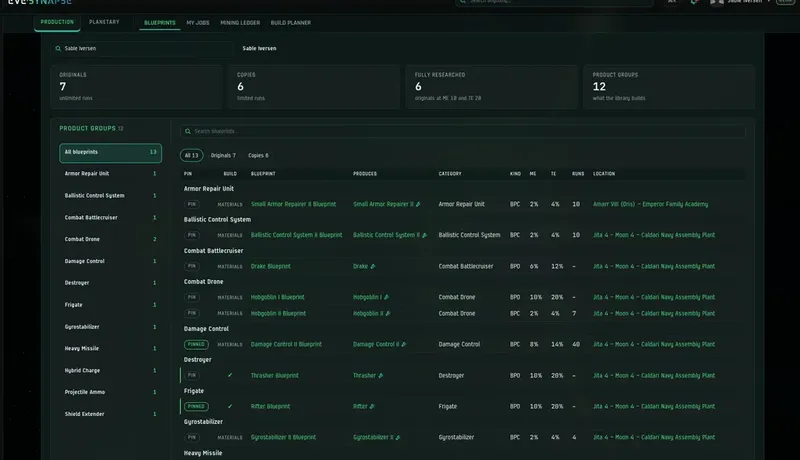 EVE·SYNAPSE
Search anything...
Sable Iversen
PRODUCTION
PLANETARY
BLUEPRINTS
MY JOBS
MINING LEDGER
BUILD PLANNER
Sable Iversen
Sable Iversen
ORIGINALS
7
unlimited runs
COPIES
6
limited runs
FULLY RESEARCHED
6
originals at ME 10 and TE 20
PRODUCT GROUPS
12
what the library builds
PRODUCT GROUPS 12
All blueprints 13
Armor Repair Unit 1
Ballistic Control System 1
Combat Battlecruiser 1
Combat Drone 2
Damage Control 1
Destroyer 1
Frigate 1
Gyrostabilizer 1
Heavy Missile 1
Hybrid Charge 1
Projectile Ammo 1
Shield Extender 1
Search blueprints
All 13 Originals 7 Copies 6
PIN BUILD BLUEPRINT PRODUCES CATEGORY KIND ME TE RUNS LOCATION
Armor Repair Unit
PIN MATERIALS Small Armor Repairer II Blueprint Small Armor Repairer II Armor Repair Unit BPC 2% 4% 10 Amarr VIII (Oris) - Emperor Family Academy
Ballistic Control System
PIN MATERIALS Ballistic Control System II Blueprint Ballistic Control System II Ballistic Control System BPC 2% 4% 10 Jita 4 - Moon 4 - Caldari Navy Assembly Plant
Combat Battlecruiser
PIN MATERIALS Drake Blueprint Drake Combat Battlecruiser BPO 6% 12% - Jita 4 - Moon 4 - Caldari Navy Assembly Plant
Combat Drone
PIN MATERIALS Hobgoblin I Blueprint Hobgoblin I Combat Drone BPO 10% 20% - Jita 4 - Moon 4 - Caldari Navy Assembly Plant
PIN MATERIALS Hobgoblin II Blueprint Hobgoblin II Combat Drone BPC 2% 4% 7 Jita 4 - Moon 4 - Caldari Navy Assembly Plant
Damage Control
PINNED MATERIALS Damage Control II Blueprint Damage Control II Damage Control BPC 8% 14% 40 Jita 4 - Moon 4 - Caldari Navy Assembly Plant
Destroyer
PIN ✓ Thrasher Blueprint Thrasher Destroyer BPO 10% 20% - Jita 4 - Moon 4 - Caldari Navy Assembly Plant
Frigate
PINNED ✓ Rifter Blueprint Rifter Frigate BPO 10% 20% - Jita 4 - Moon 4 - Caldari Navy Assembly Plant
Gyrostabilizer
PIN MATERIALS Gyrostabilizer II Blueprint Gyrostabilizer II Gyrostabilizer BPC 2% 4% 4 Jita 4 - Moon 4 - Caldari Navy Assembly Plant
Heavy Missile